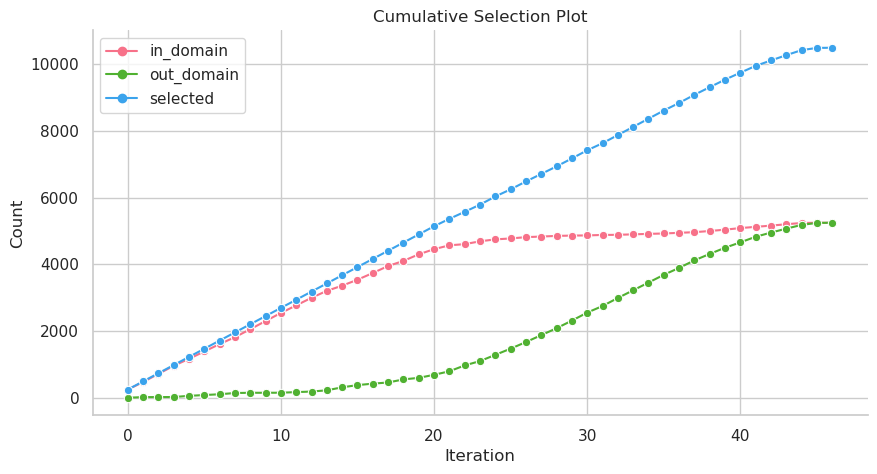 Cumulative Selection Plot
in_domain
out_domain
selected
10000
8000
6000
4000
2000
0
Count
0 10 20 30 40
Iteration